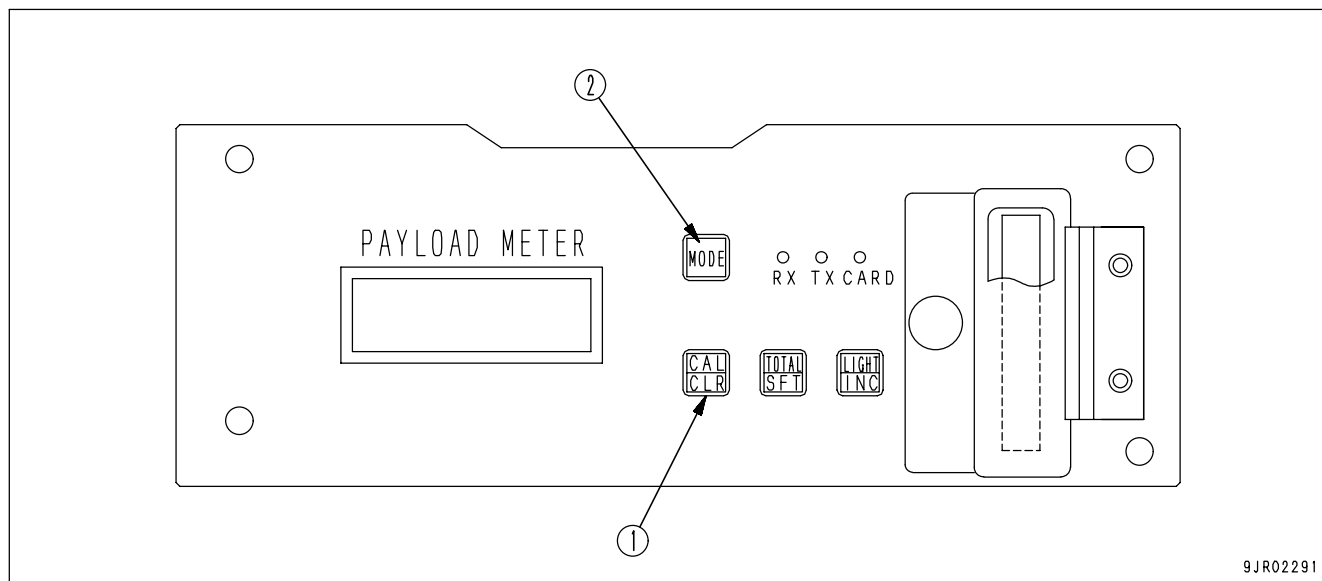 ②
PAYLOAD METER
MODE
RX TX CARD
CAL
CLR
TOTAL
SFT
LIGHT
INC
①
9JR02291